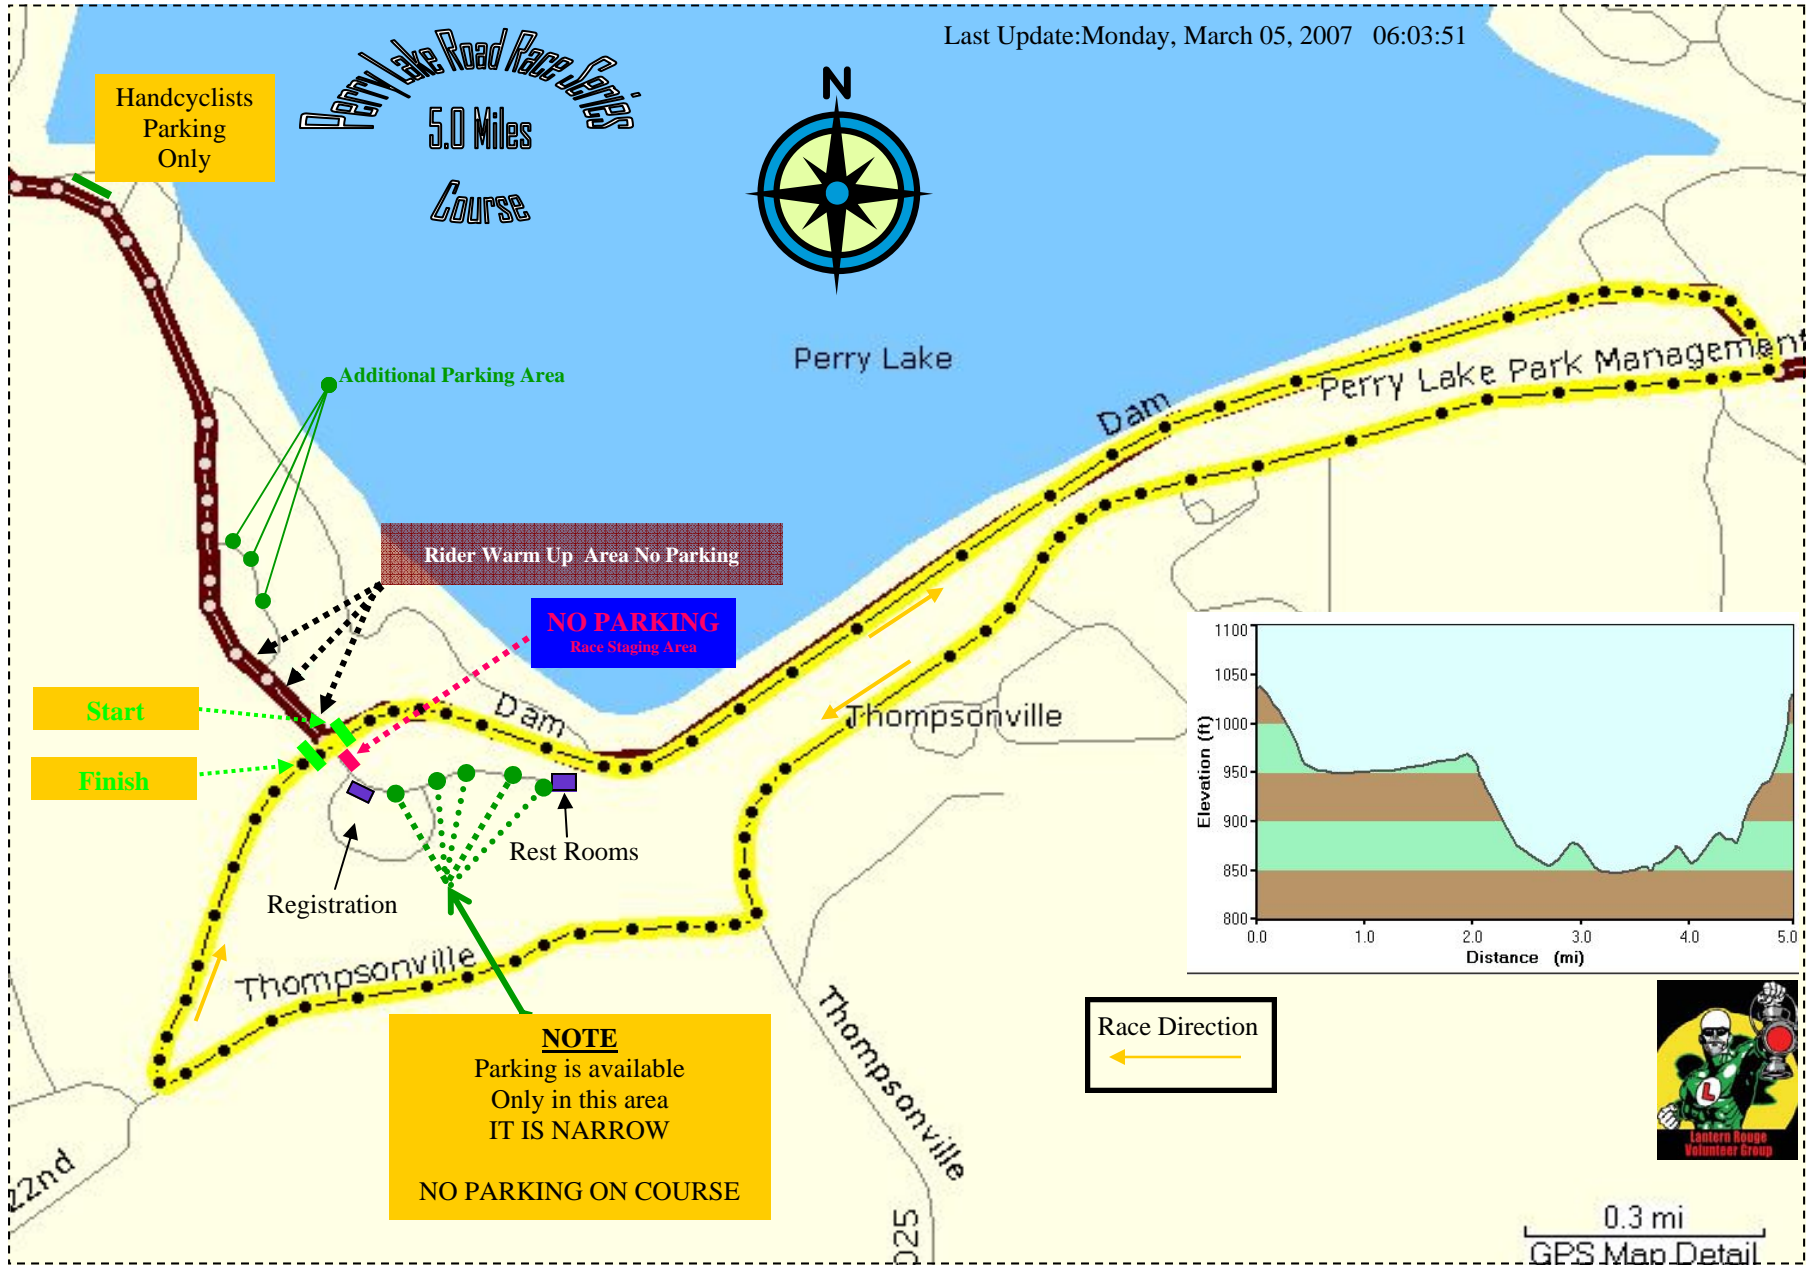 Last Update:Monday, March 05, 2007   06:03:51
Perry Lake Road Race Series
5.0 Miles
Course
N
Handcyclists
Parking
Only
Additional Parking Area
Perry Lake
Dam
Perry Lake Park Management
Rider Warm Up  Area No Parking
NO PARKING
Race Staging Area
Start
Finish
Dam
Thompsonville
Rest Rooms
Registration
Thompsonville
NOTE
Parking is available
Only in this area
IT IS NARROW
NO PARKING ON COURSE
Thompsonville
22nd
1100
1050
1000
950
900
850
800
Elevation (ft)
0.0 1.0 2.0 3.0 4.0 5.0
Distance (mi)
Race Direction
L
Lantern Rouge
Volunteer Group
0.3 mi
GPS Map Detail